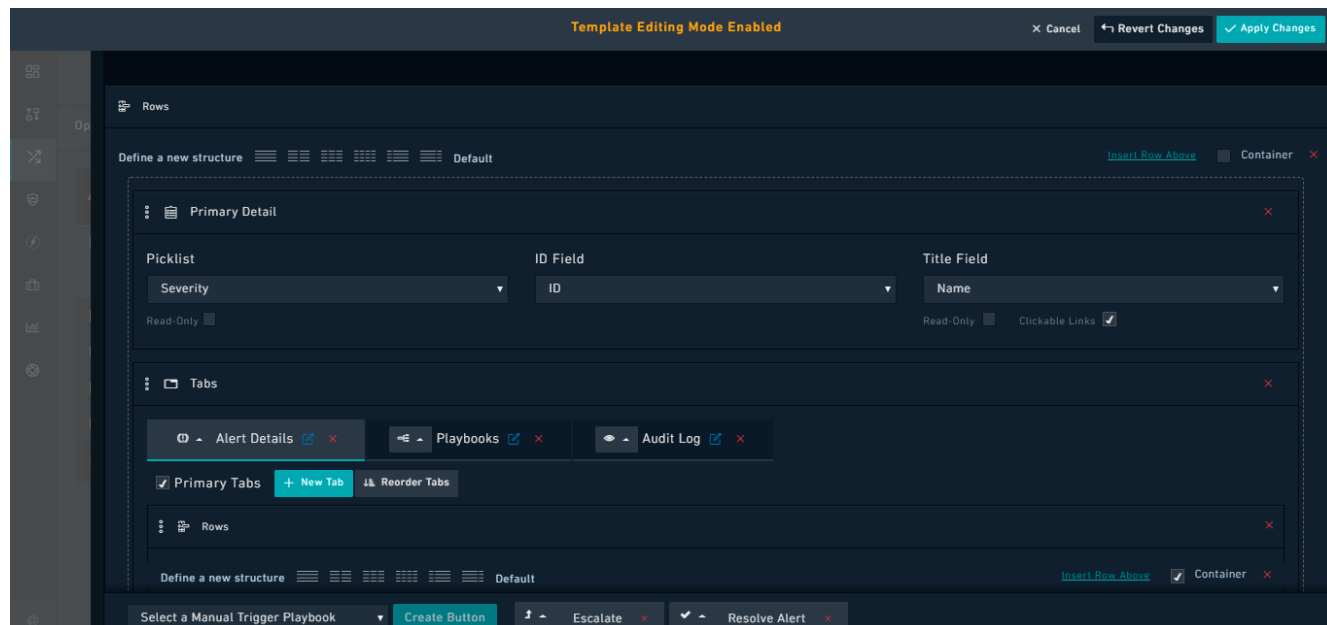 Template Editing Mode Enabled
Cancel
Revert Changes
Apply Changes
Op
Rows
Define a new structure
Default
Insert Row Above
Container
Primary Detail
Picklist
ID Field
Title Field
Severity
ID
Name
Read-Only
Read-Only
Clickable Links
Tabs
Alert Details
Playbooks
Audit Log
Primary Tabs
+ New Tab
Reorder Tabs
Rows
Define a new structure
Default
Insert Row Above
Container
Select a Manual Trigger Playbook
Create Button
Escalate
Resolve Alert